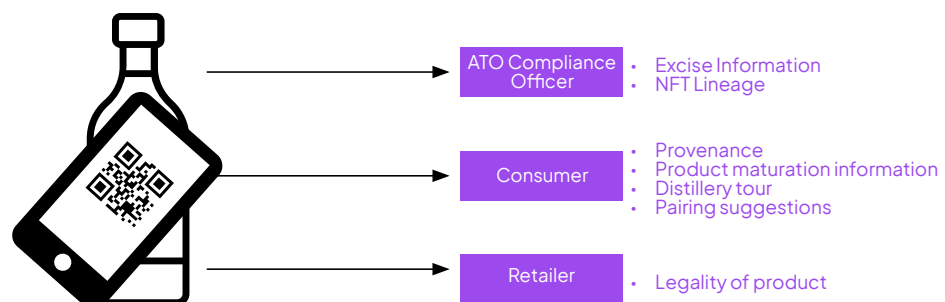 ATO Compliance
Officer
• Excise Information
• NFT Lineage
Consumer
• Provenance
• Product maturation information
• Distillery tour
• Pairing suggestions
Retailer
• Legality of product